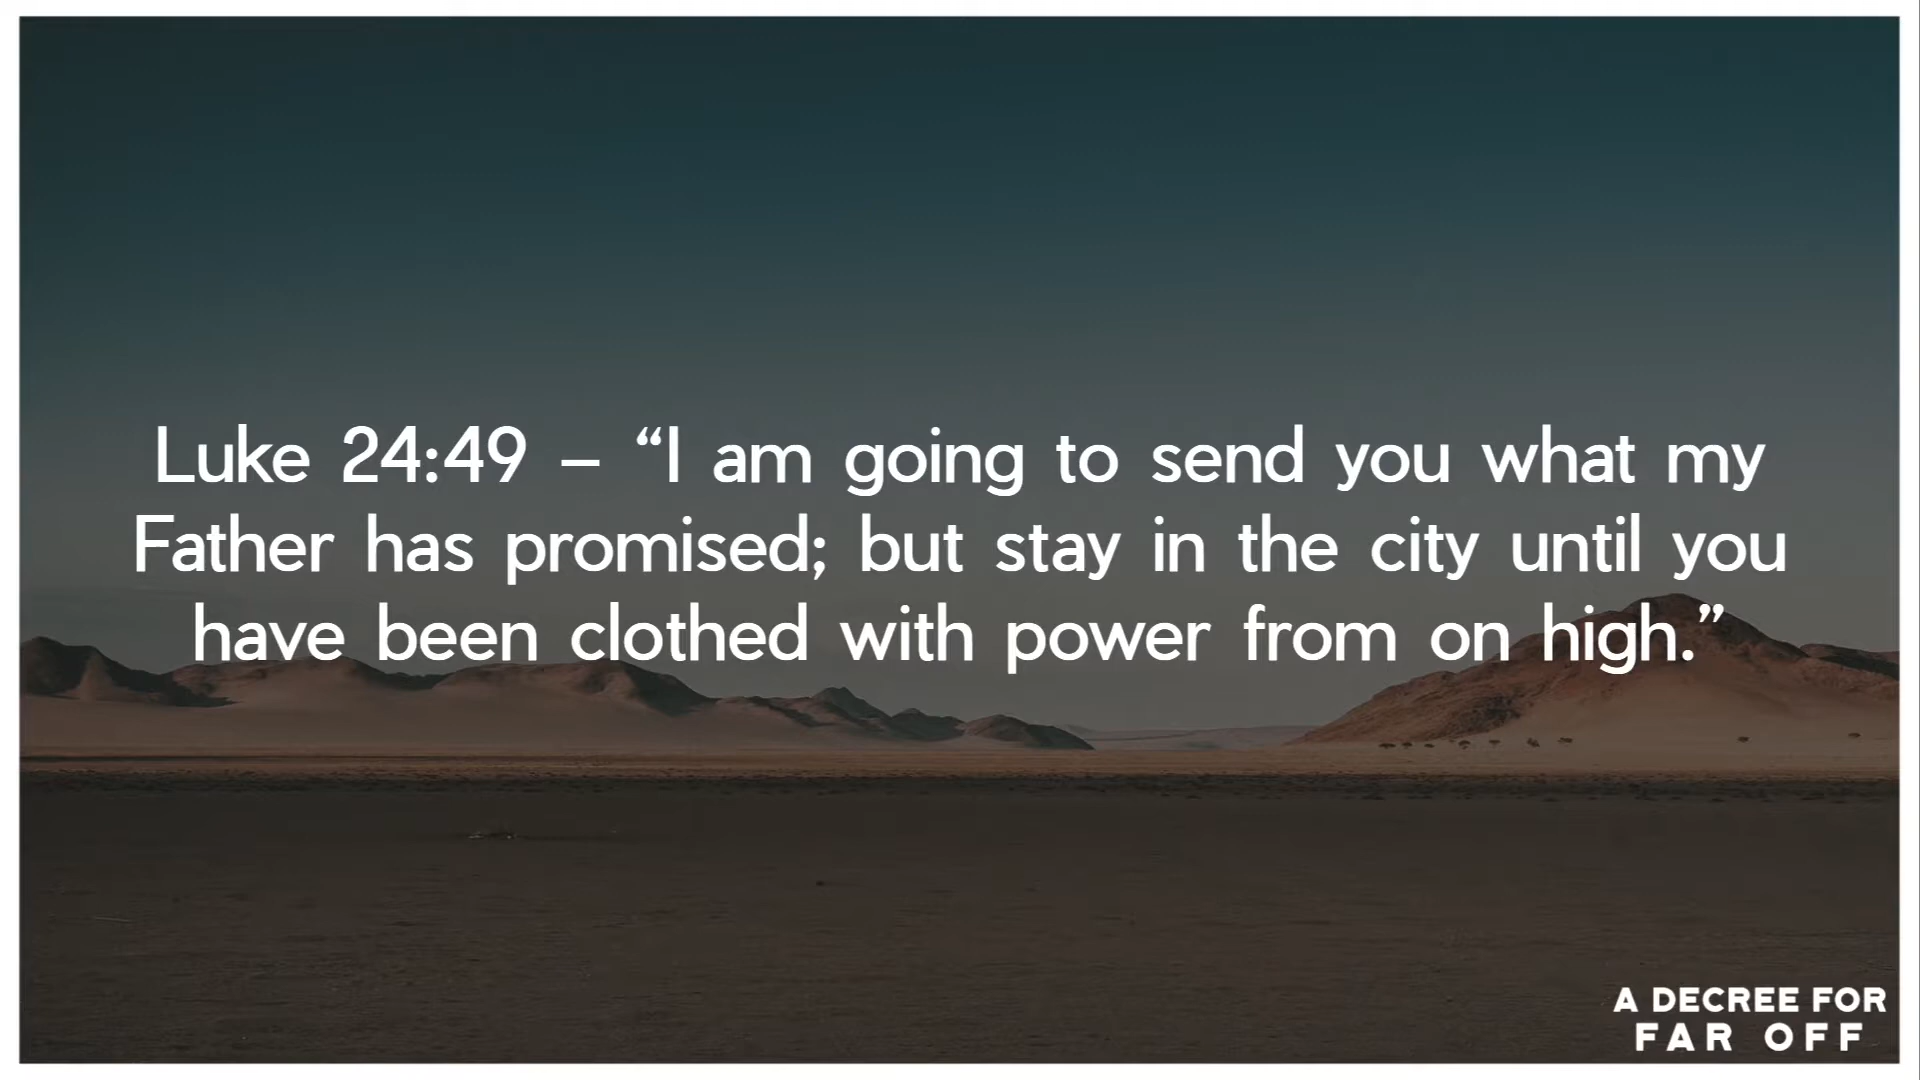 Luke 24:49 – “I am going to send you what my
Father has promised; but stay in the city until you
have been clothed with power from on high.”
A DECREE FOR
FAR OFF